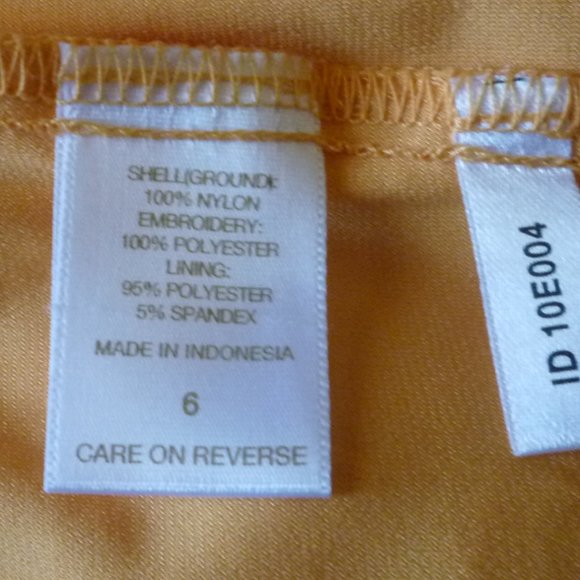 SHELL(GROUND):
100% NYLON
EMBROIDERY:
100% POLYESTER
LINING:
95% POLYESTER
5% SPANDEX
MADE IN INDONESIA
6
CARE ON REVERSE
ID 10E004